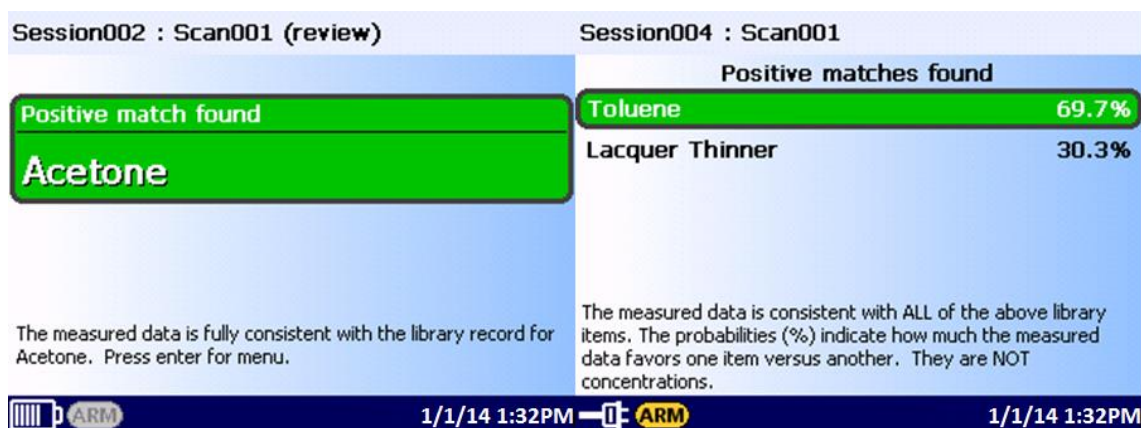 Session002 : Scan001 (review)
Positive match found
Acetone
The measured data is fully consistent with the library record for
Acetone. Press enter for menu.
ARM
1/1/14 1:32PM
Session004 : Scan001
Positive matches found
Toluene 69.7%
Lacquer Thinner 30.3%
The measured data is consistent with ALL of the above library
items. The probabilities (%) indicate how much the measured
data favors one item versus another. They are NOT
concentrations.
ARM
1/1/14 1:32PM